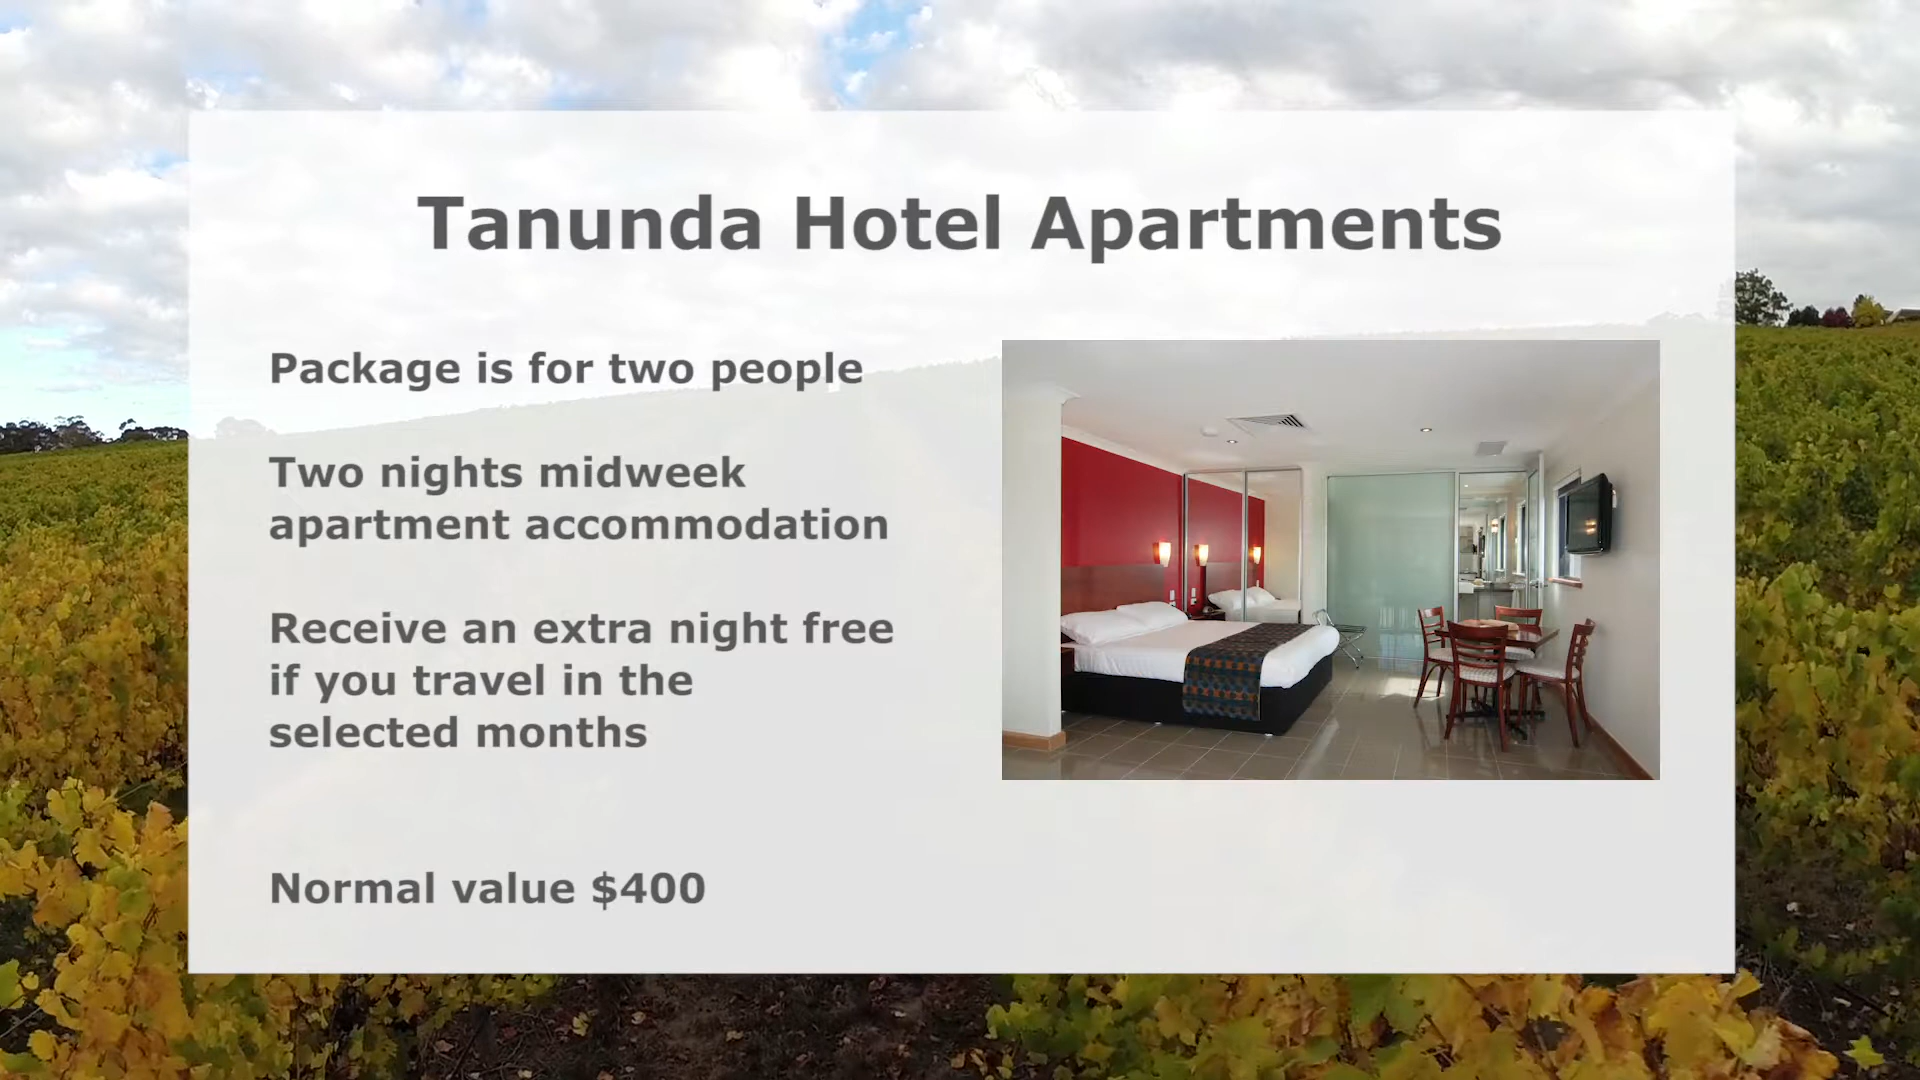 Tanunda Hotel Apartments
Package is for two people
Two nights midweek
apartment accommodation
Receive an extra night free
if you travel in the
selected months
Normal value $400